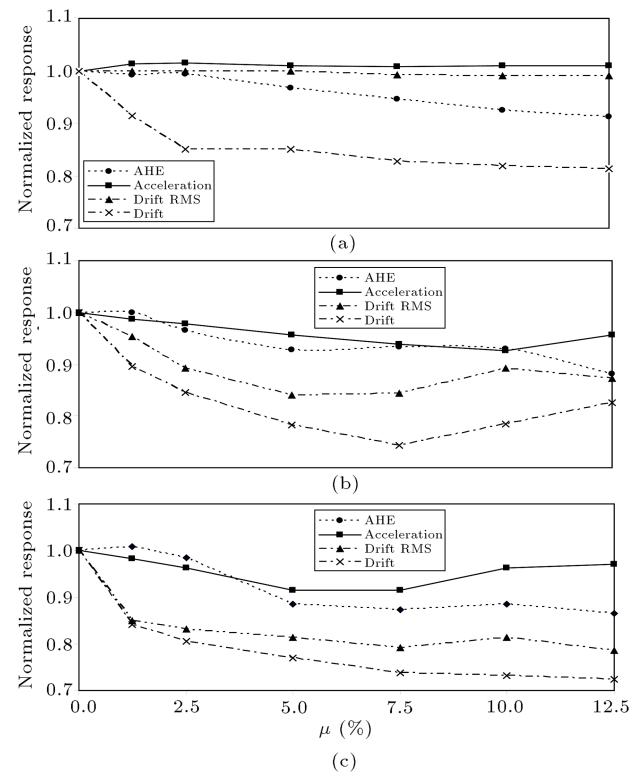 1.1
1.0
0.9
0.8
0.7
Normalized response
AHE
Acceleration
Drift RMS
Drift
(a)
1.1
1.0
0.9
0.8
0.7
Normalized response
AHE
Acceleration
Drift RMS
Drift
(b)
1.1
1.0
0.9
0.8
0.7
Normalized response
AHE
Acceleration
Drift RMS
Drift
0.0 2.5 5.0 7.5 10.0 12.5
μ (%)
(c)